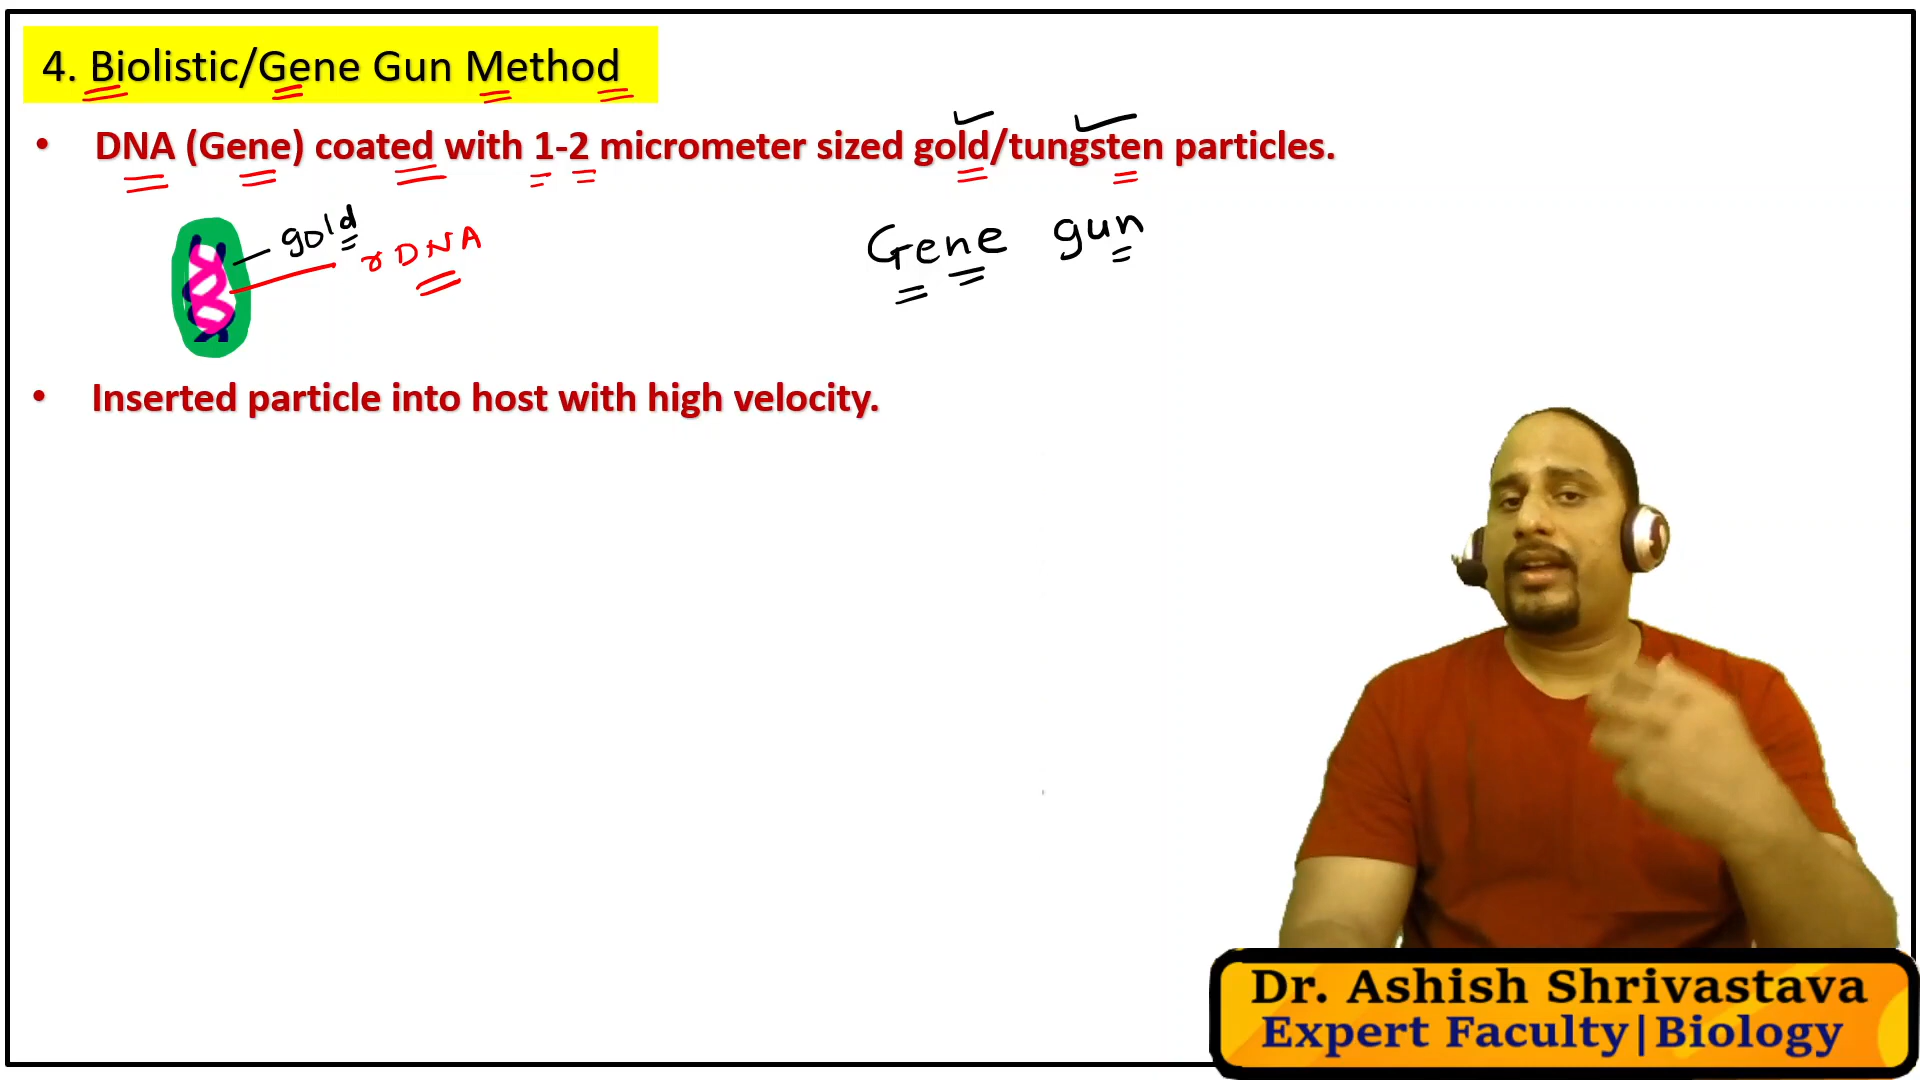 4. Biolistic/Gene Gun Method
• DNA (Gene) coated with 1-2 micrometer sized gold/tungsten particles.
gold
rDNA
Gene gun
• Inserted particle into host with high velocity.
Dr. Ashish Shrivastava
Expert Faculty|Biology